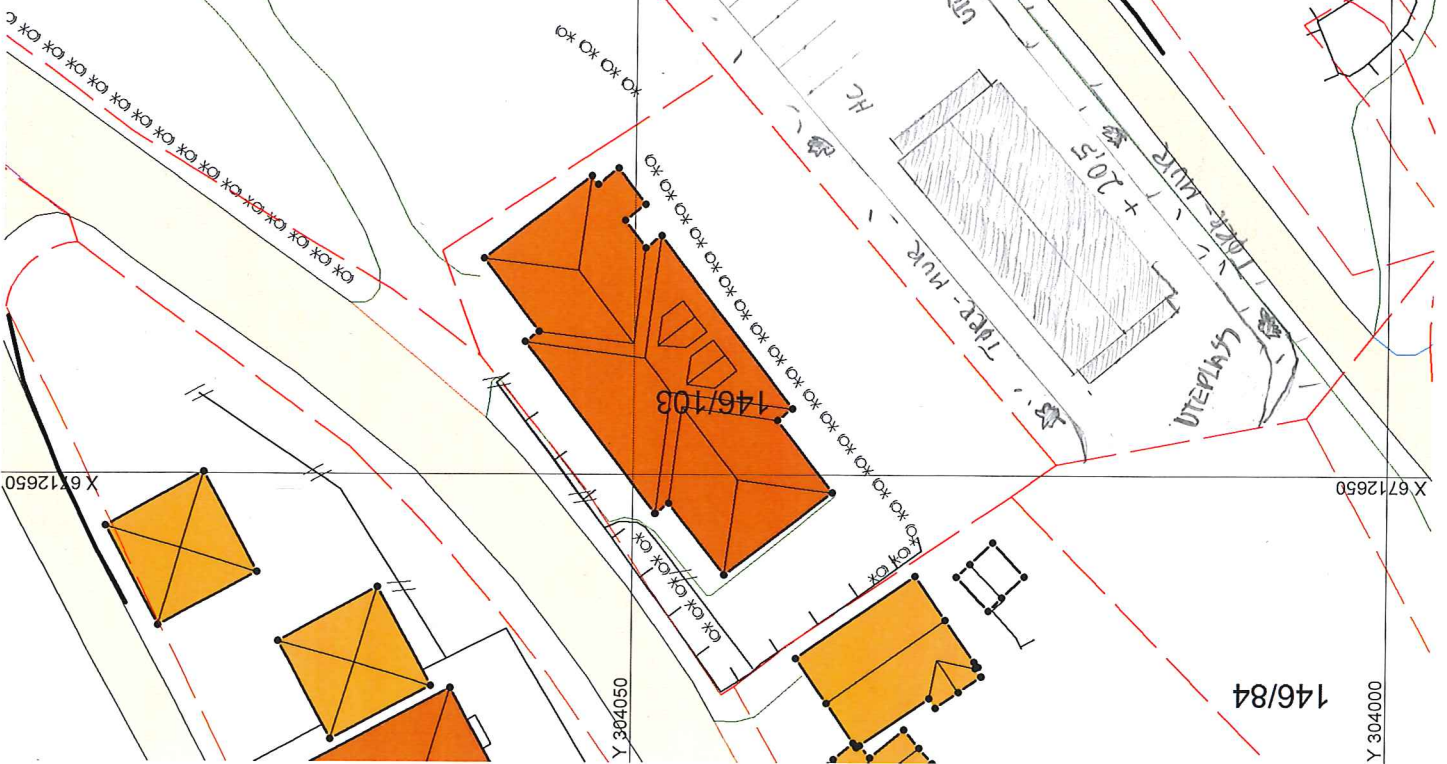 HC
+ 20,5
TØRR-MUR
TØRR-MUR
UTEPLASS
146/103
X 6712650
X 6712650
Y 304050
146/84
Y 304000